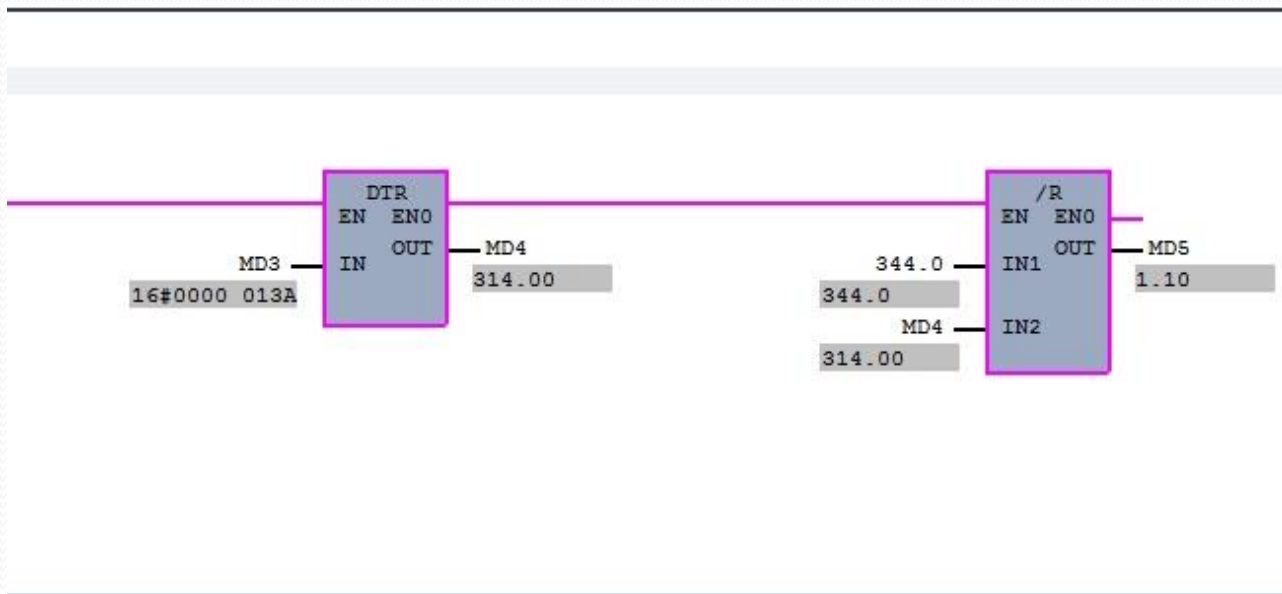 DTR
EN ENO
OUT
MD3
IN
16#0000 013A
MD4
314.00
/R
EN ENO
OUT
344.0
IN1
344.0
MD4
IN2
314.00
MD5
1.10